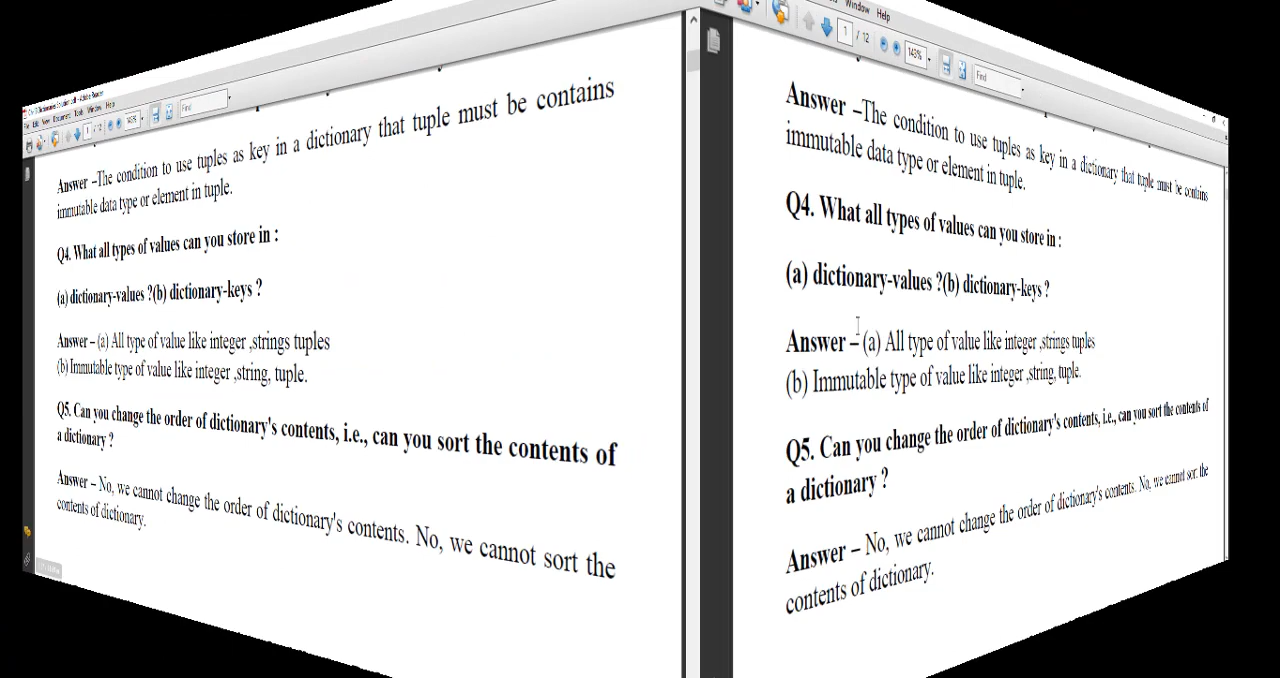 Window Help
1 / 12 143% Find
Window Help
1 / 12 Find
Answer –The condition to use tuples as key in a dictionary that tuple must be contains
immutable data type or element in tuple.
Q4. What all types of values can you store in :
(a) dictionary-values ?(b) dictionary-keys ?
Answer – (a) All type of value like integer ,strings tuples
(b) Immutable type of value like integer ,string, tuple.
Q5. Can you change the order of dictionary's contents, i.e., can you sort the contents of
a dictionary ?
Answer – No, we cannot change the order of dictionary's contents. No, we cannot sort the
contents of dictionary.
Answer –The condition to use tuples as key in a dictionary that tuple must be contains
immutable data type or element in tuple.
Q4. What all types of values can you store in :
(a) dictionary-values ?(b) dictionary-keys ?
Answer – (a) All type of value like integer ,strings tuples
(b) Immutable type of value like integer ,string, tuple.
Q5. Can you change the order of dictionary's contents, i.e., can you sort the contents of
a dictionary ?
Answer – No, we cannot change the order of dictionary's contents. No, we cannot sort the
contents of dictionary.